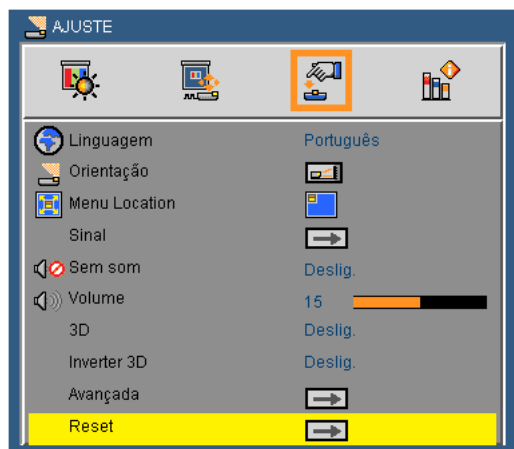 AJUSTE
Linguagem Português
Orientação
Menu Location
Sinal
Sem som Deslig.
Volume 15
3D Deslig.
Inverter 3D Deslig.
Avançada
Reset